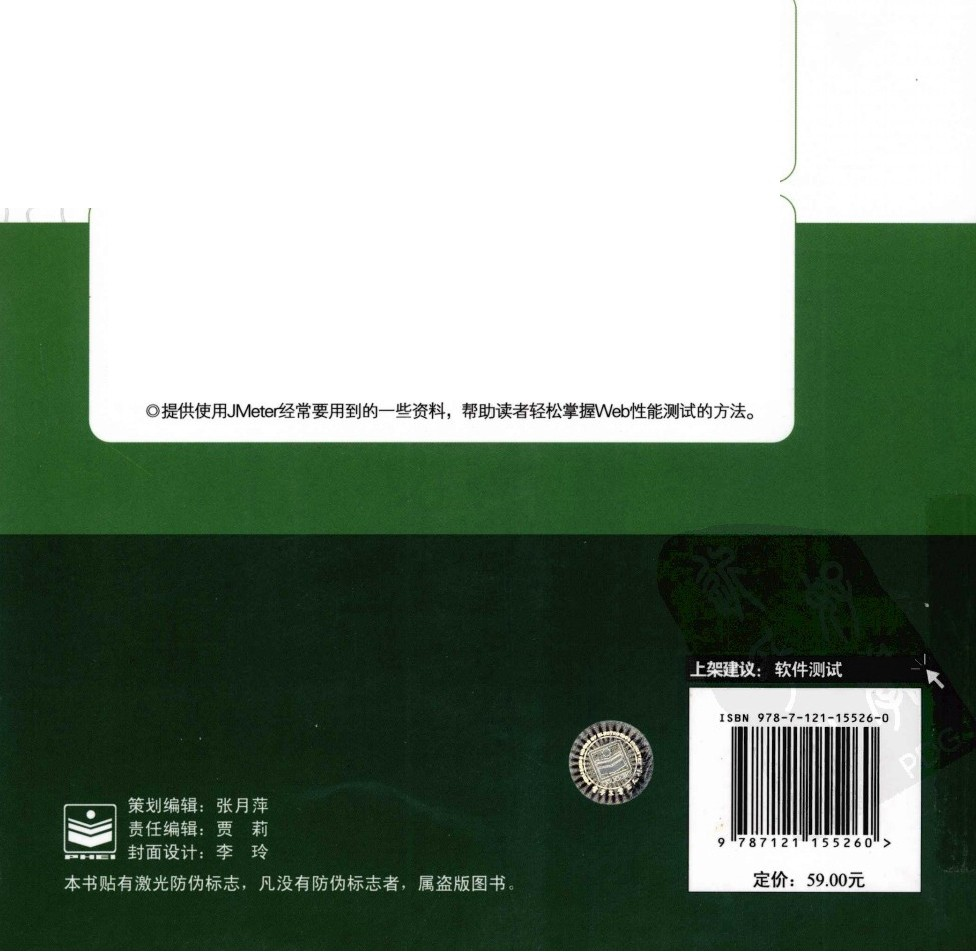 ◎提供使用JMeter经常要用到的一些资料，帮助读者轻松掌握Web性能测试的方法。
上架建议：软件测试
ISBN 978-7-121-15526-0
9 787121 155260 >
定价：59.00元
策划编辑：张月萍
责任编辑：贾 莉
封面设计：李 玲
PHEI
本书贴有激光防伪标志，凡没有防伪标志者，属盗版图书。
PDG